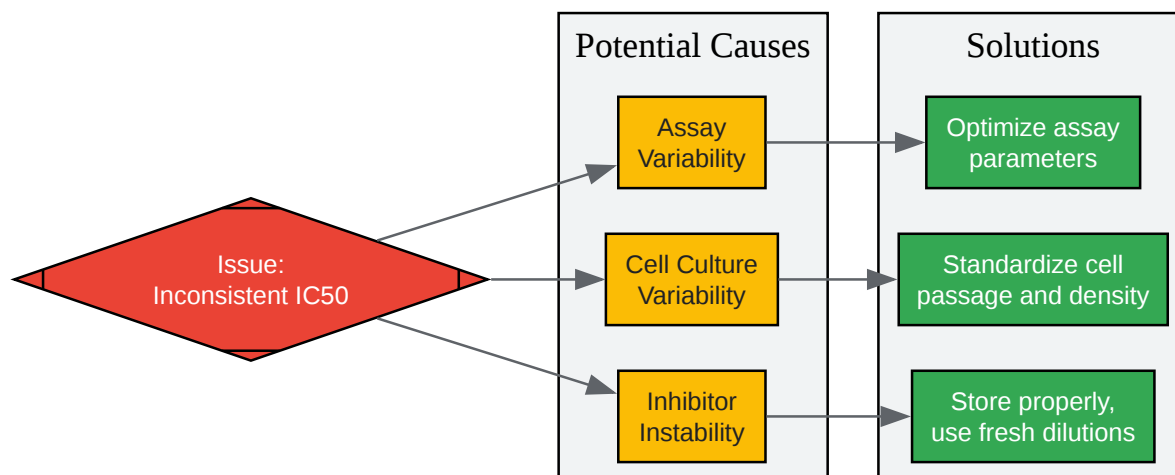 Potential Causes
Solutions
Issue:
Inconsistent IC50
Assay
Variability
Optimize assay
parameters
Cell Culture
Variability
Standardize cell
passage and density
Inhibitor
Instability
Store properly,
use fresh dilutions